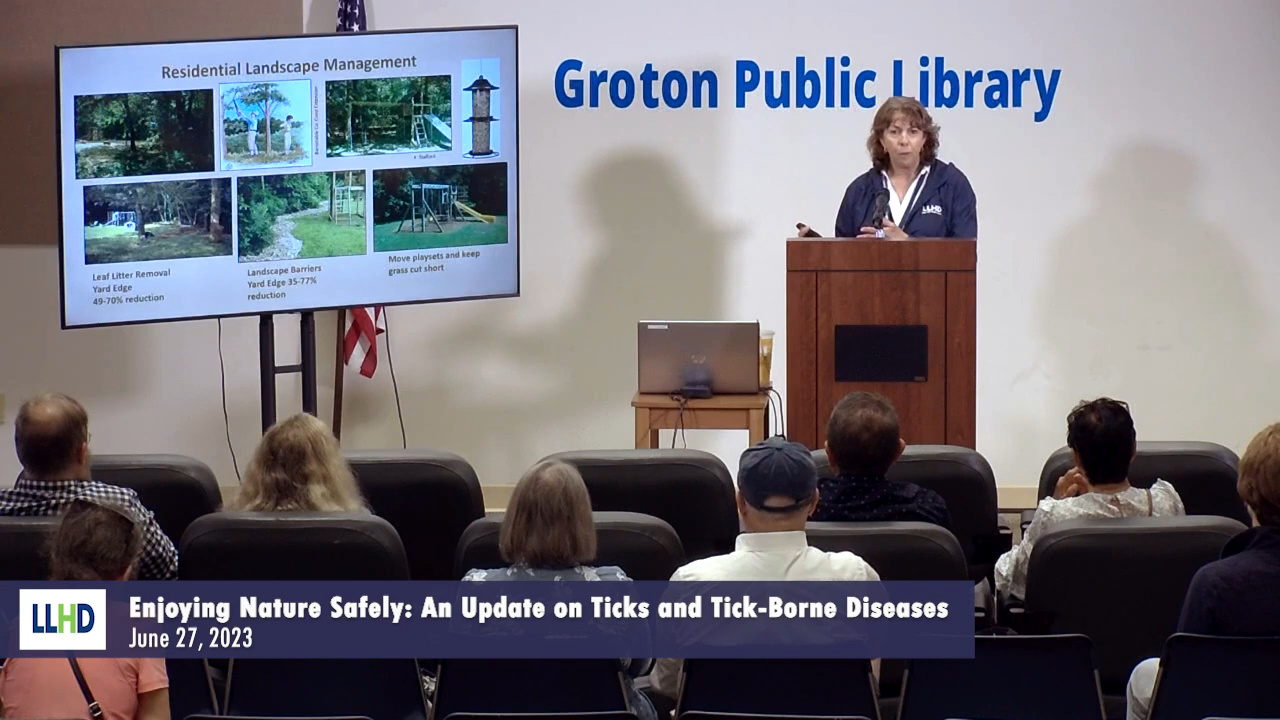 Residential Landscape Management
Leaf Litter Removal
Yard Edge
49-70% reduction
Landscape Barriers
Yard Edge 35-77%
reduction
Move playsets and keep
grass cut short
Groton Public Library
LLHD
LLHD
Enjoying Nature Safely: An Update on Ticks and Tick-Borne Diseases
June 27, 2023